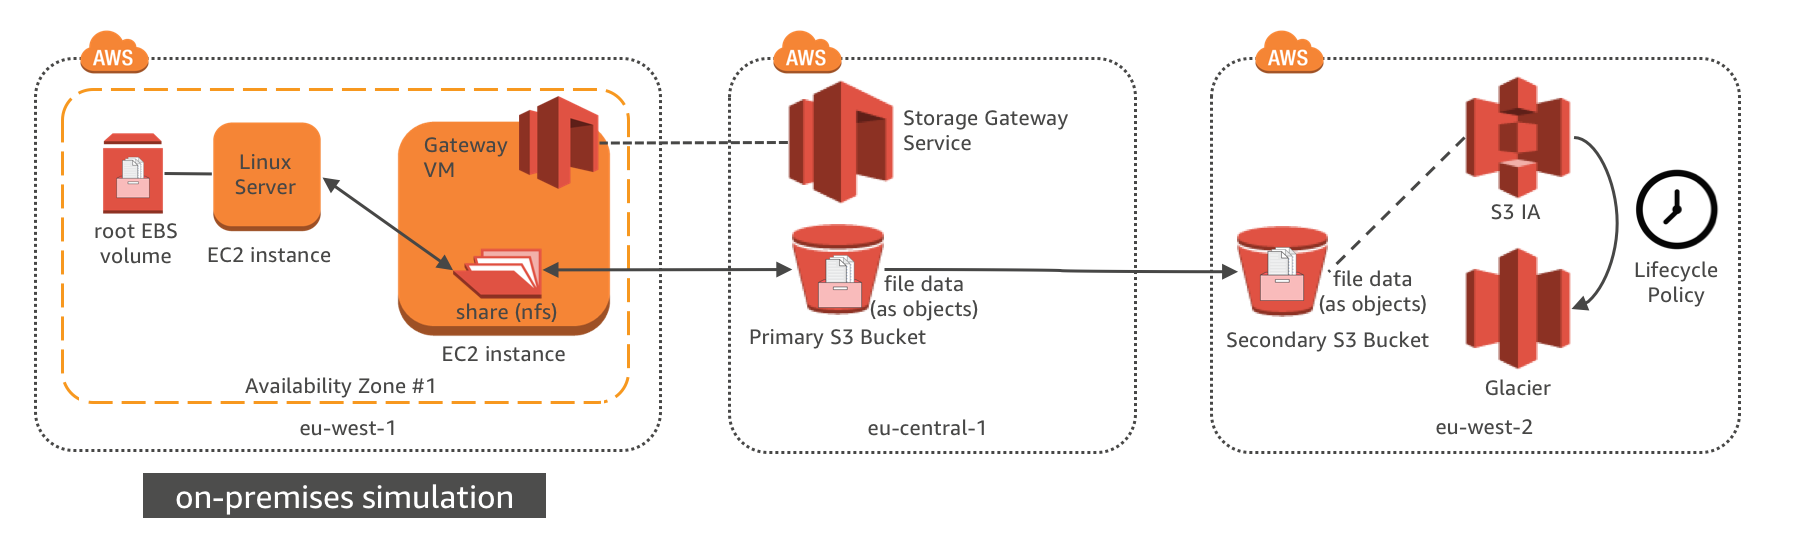 AWS
AWS
AWS
Gateway
VM
Linux
Server
root EBS
volume
EC2 instance
share (nfs)
EC2 instance
Availability Zone #1
eu-west-1
on-premises simulation
Storage Gateway
Service
file data
(as objects)
Primary S3 Bucket
eu-central-1
S3 IA
Lifecycle
Policy
file data
(as objects)
Secondary S3 Bucket
Glacier
eu-west-2